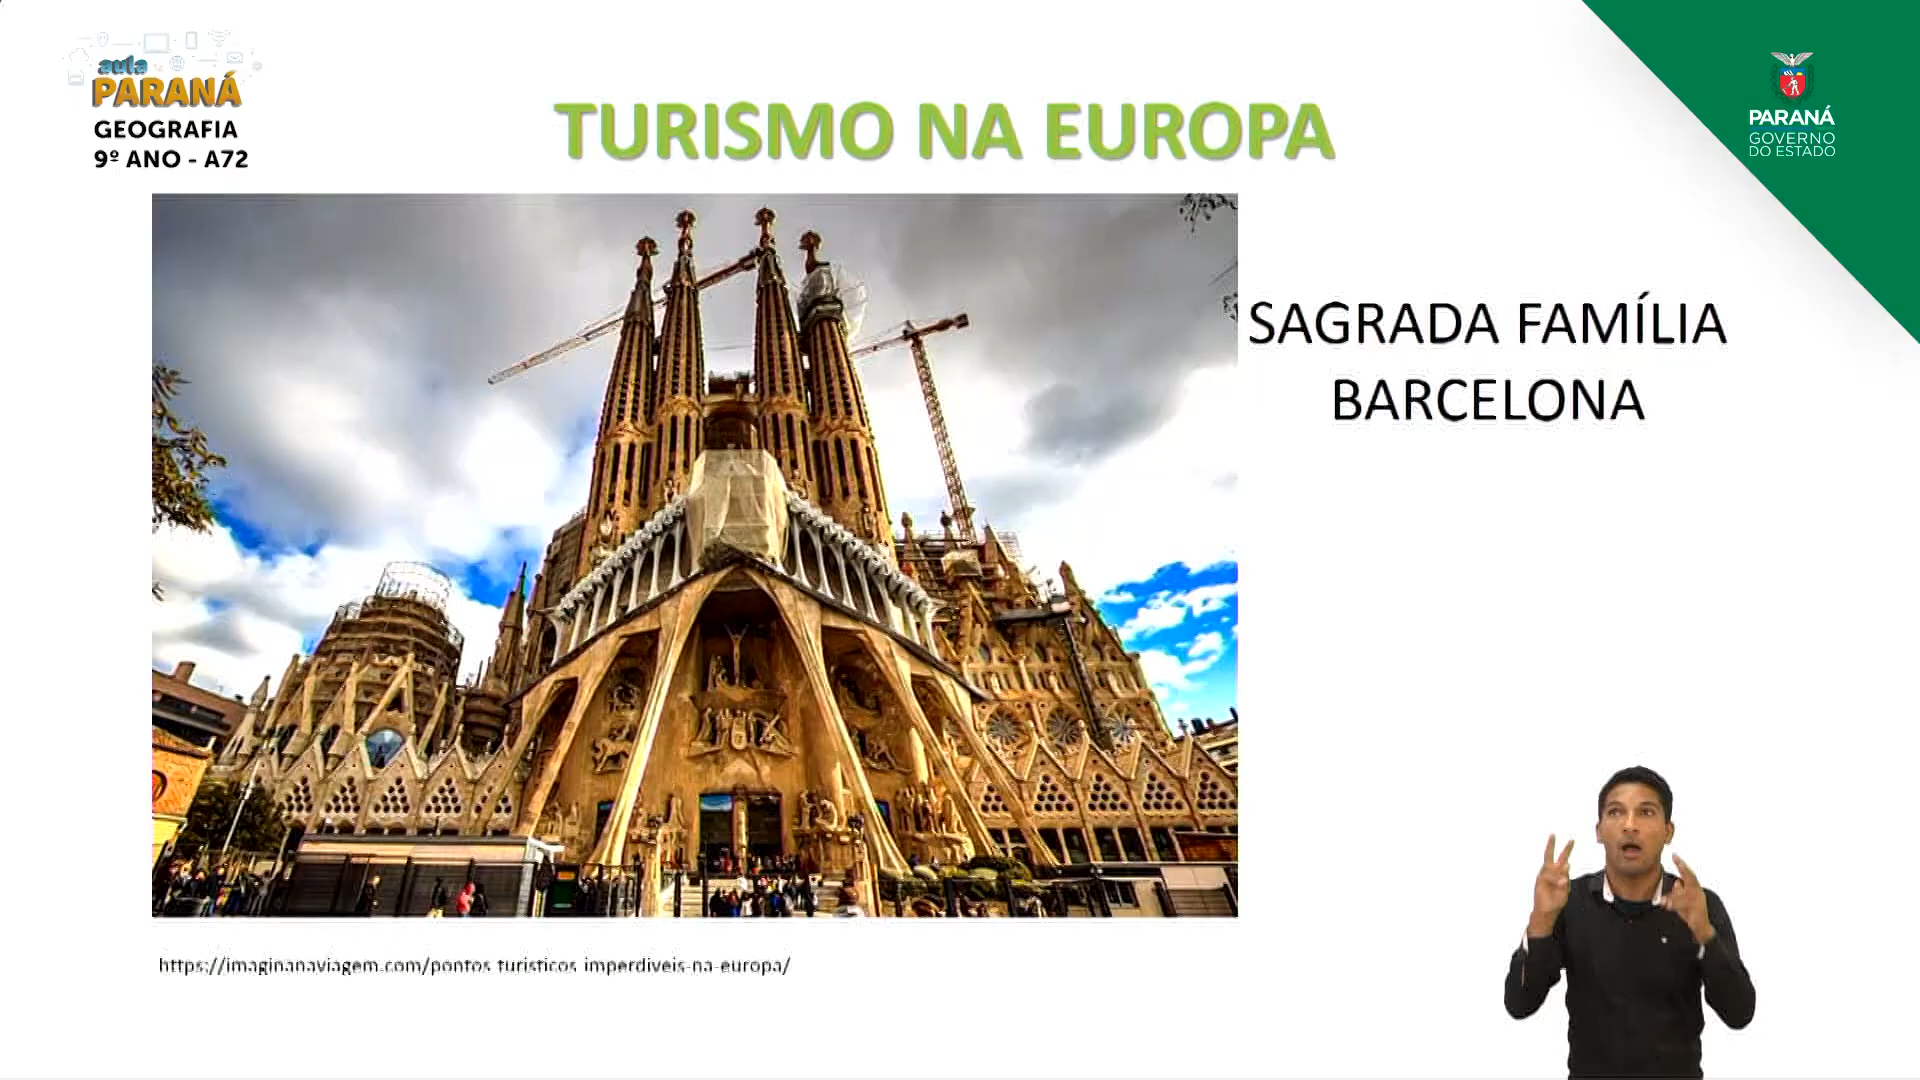 aula
PARANÁ
GEOGRAFIA
9º ANO - A72
TURISMO NA EUROPA
PARANÁ
GOVERNO
DO ESTADO
SAGRADA FAMÍLIA
BARCELONA
https://imaginanaviagem.com/pontos-turisticos-imperdiveis-na-europa/